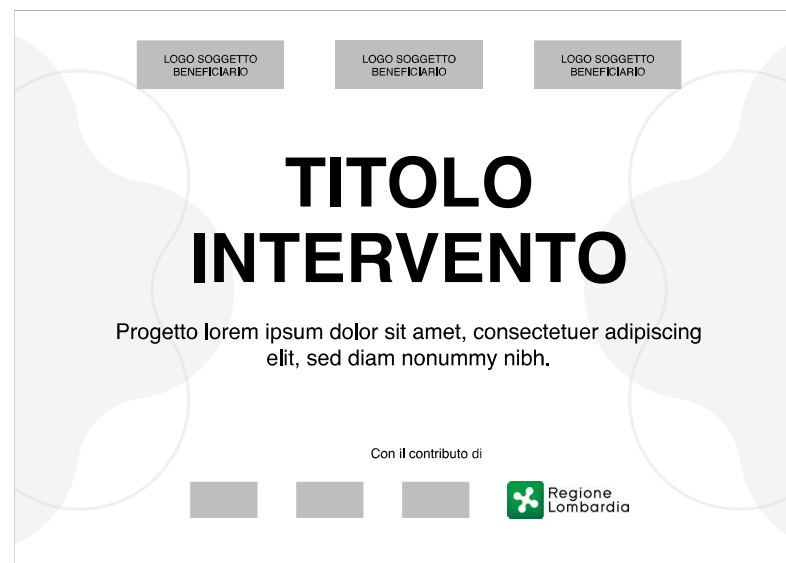 LOGO SOGGETTO
BENEFICIARIO
LOGO SOGGETTO
BENEFICIARIO
LOGO SOGGETTO
BENEFICIARIO
TITOLO
INTERVENTO
Progetto lorem ipsum dolor sit amet, consectetuer adipiscing
elit, sed diam nonummy nibh.
Con il contributo di
Regione
Lombardia